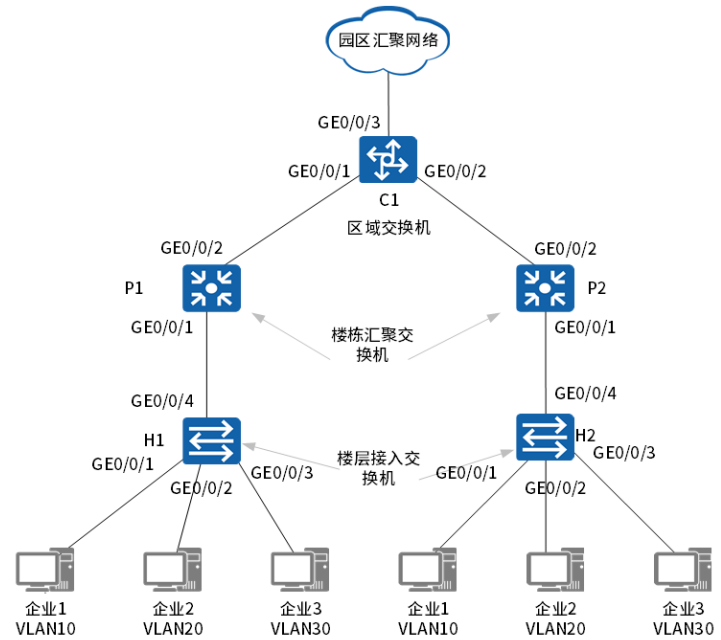 园区汇聚网络
GE0/0/3
GE0/0/1
GE0/0/2
C1
区域交换机
GE0/0/2
GE0/0/2
P1
P2
GE0/0/1
GE0/0/1
楼栋汇聚交
换机
GE0/0/4
GE0/0/4
H1
H2
GE0/0/1
GE0/0/2
GE0/0/3
楼层接入交
换机
GE0/0/1
GE0/0/2
GE0/0/3
企业1
VLAN10
企业2
VLAN20
企业3
VLAN30
企业1
VLAN10
企业2
VLAN20
企业3
VLAN30